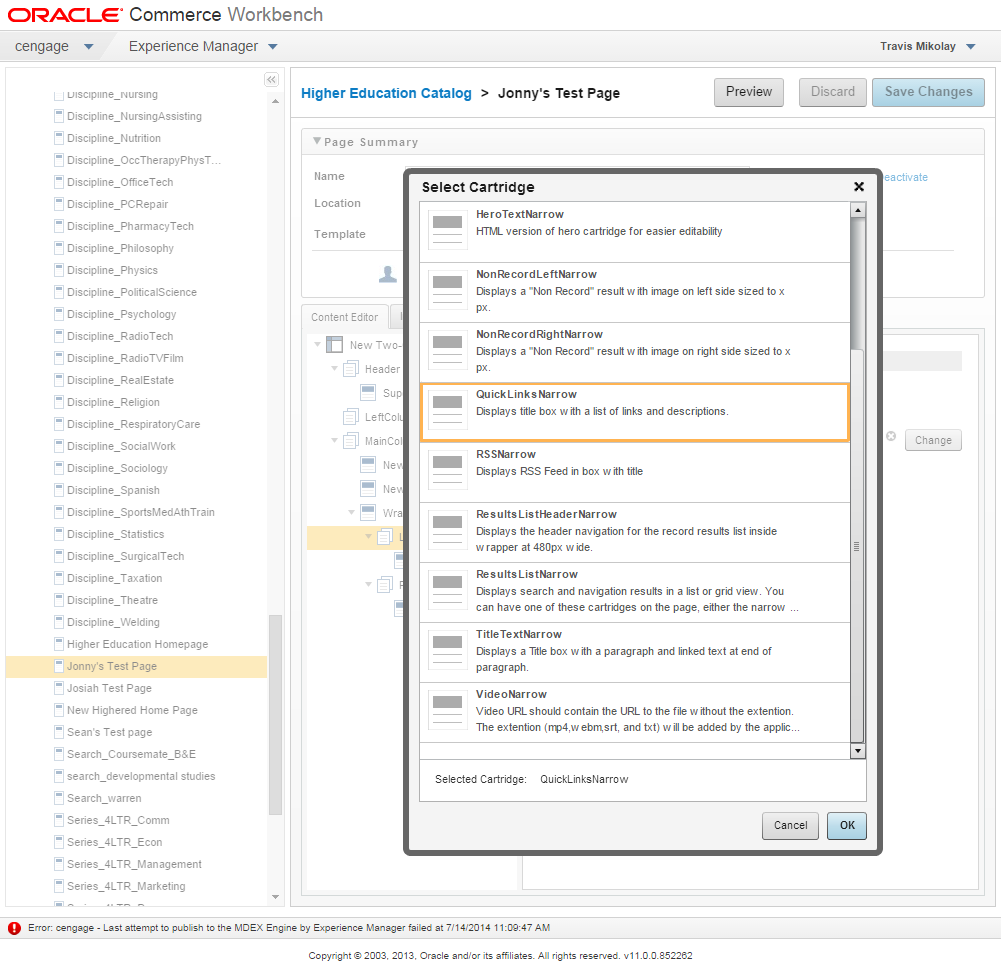 ORACLE Commerce Workbench
cengage
Experience Manager
Travis Mikolay
Discipline_Nursing
Discipline_NursingAssisting
Discipline_Nutrition
Discipline_OccTherapyPhysT...
Discipline_OfficeTech
Discipline_PCRepair
Discipline_PharmacyTech
Discipline_Philosophy
Discipline_Physics
Discipline_PoliticalScience
Discipline_Psychology
Discipline_RadioTech
Discipline_RadioTVFilm
Discipline_RealEstate
Discipline_Religion
Discipline_RespiratoryCare
Discipline_SocialWork
Discipline_Sociology
Discipline_Spanish
Discipline_SportsMedAthTrain
Discipline_Statistics
Discipline_SurgicalTech
Discipline_Taxation
Discipline_Theatre
Discipline_Welding
Higher Education Homepage
Jonny's Test Page
Josiah Test Page
New Highered Home Page
Sean's Test page
Search_Coursemate_B&E
search_developmental studies
Search_warren
Series_4LTR_Comm
Series_4LTR_Econ
Series_4LTR_Management
Series_4LTR_Marketing
Higher Education Catalog > Jonny's Test Page
Preview
Discard
Save Changes
Page Summary
Name
Location
Template
eactivate
Content Editor
New Two-
Header
Sup
LeftColu
MainCol
New
New
Wra
Change
Select Cartridge
HeroTextNarrow
HTML version of hero cartridge for easier editability
NonRecordLeftNarrow
Displays a "Non Record" result with image on left side sized to x
px.
NonRecordRightNarrow
Displays a "Non Record" result with image on right side sized to x
px.
QuickLinksNarrow
Displays title box with a list of links and descriptions.
RSSNarrow
Displays RSS Feed in box with title
ResultsListHeaderNarrow
Displays the header navigation for the record results list inside
wrapper at 480px wide.
ResultsListNarrow
Displays search and navigation results in a list or grid view. You
can have one of these cartridges on the page, either the narrow ...
TitleTextNarrow
Displays a Title box with a paragraph and linked text at end of
paragraph.
VideoNarrow
Video URL should contain the URL to the file without the extention.
The extention (mp4,webm,srt, and txt) will be added by the applic...
Selected Cartridge: QuickLinksNarrow
Cancel
OK
Error: cengage - Last attempt to publish to the MDEX Engine by Experience Manager failed at 7/14/2014 11:09:47 AM
Copyright © 2003, 2013, Oracle and/or its affiliates. All rights reserved. v11.0.0.852262